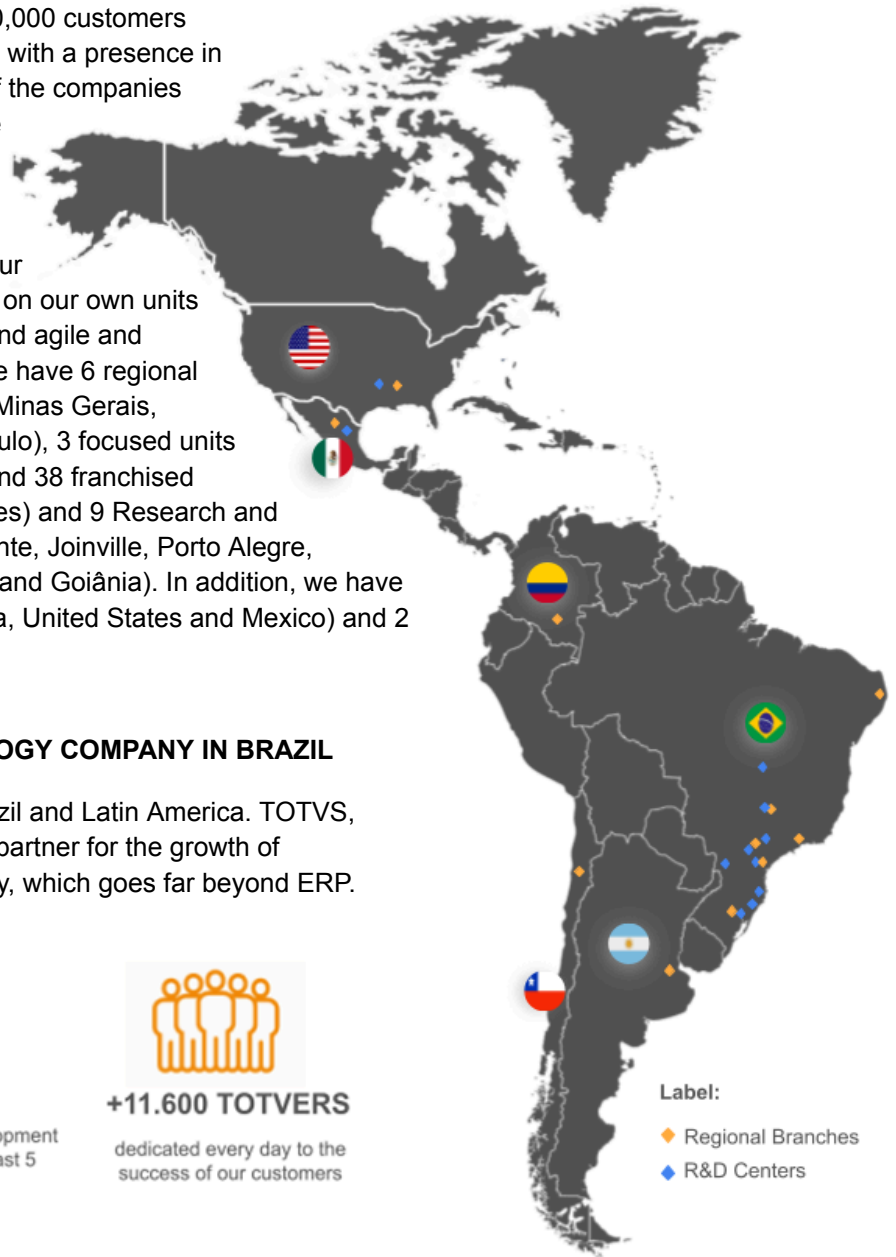 0,000 customers
with a presence in
f the companies
ur
on our own units
nd agile and
e have 6 regional
Minas Gerais,
ulo), 3 focused units
nd 38 franchised
es) and 9 Research and
nte, Joinville, Porto Alegre,
and Goiânia). In addition, we have
a, United States and Mexico) and 2
OGY COMPANY IN BRAZIL
zil and Latin America. TOTVS,
partner for the growth of
y, which goes far beyond ERP.
+11.600 TOTVERS
dedicated every day to the
success of our customers
opment
ast 5
Label:
Regional Branches
R&D Centers